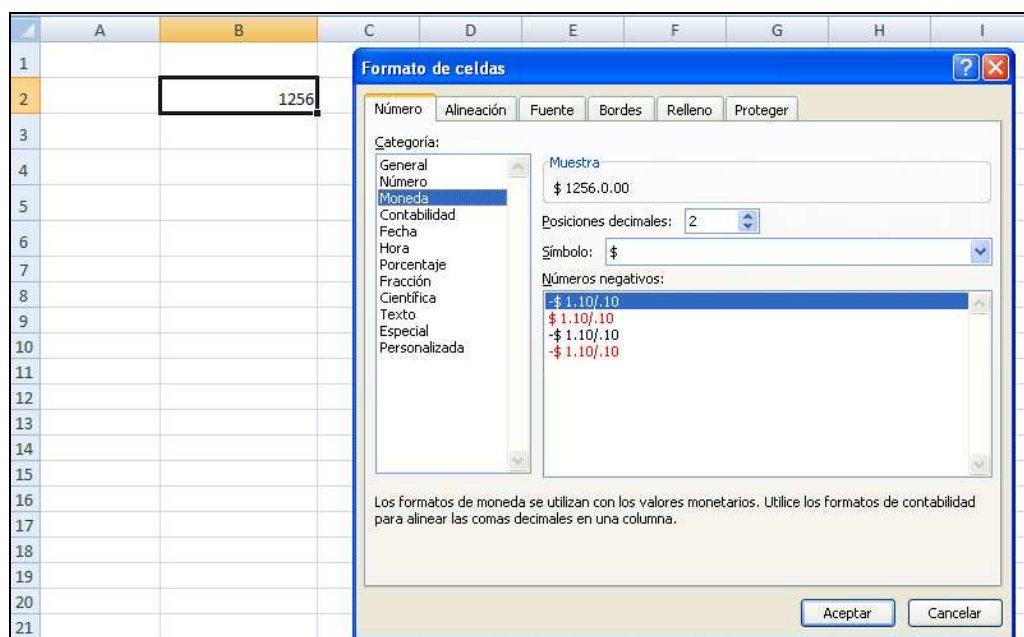 A B C D E F G H I
1
2 1256
3
4
5
6
7
8
9
10
11
12
13
14
15
16
17
18
19
20
21
Formato de celdas
Número Alineación Fuente Bordes Relleno Proteger
Categoría:
General
Número
Moneda
Contabilidad
Fecha
Hora
Porcentaje
Fracción
Científica
Texto
Especial
Personalizada
Muestra
$ 1256.0.00
Posiciones decimales: 2
Símbolo: $
Números negativos:
-$ 1.10/.10
$ 1.10/.10
-$ 1.10/.10
-$ 1.10/.10
Los formatos de moneda se utilizan con los valores monetarios. Utilice los formatos de contabilidad
para alinear las comas decimales en una columna.
Aceptar Cancelar